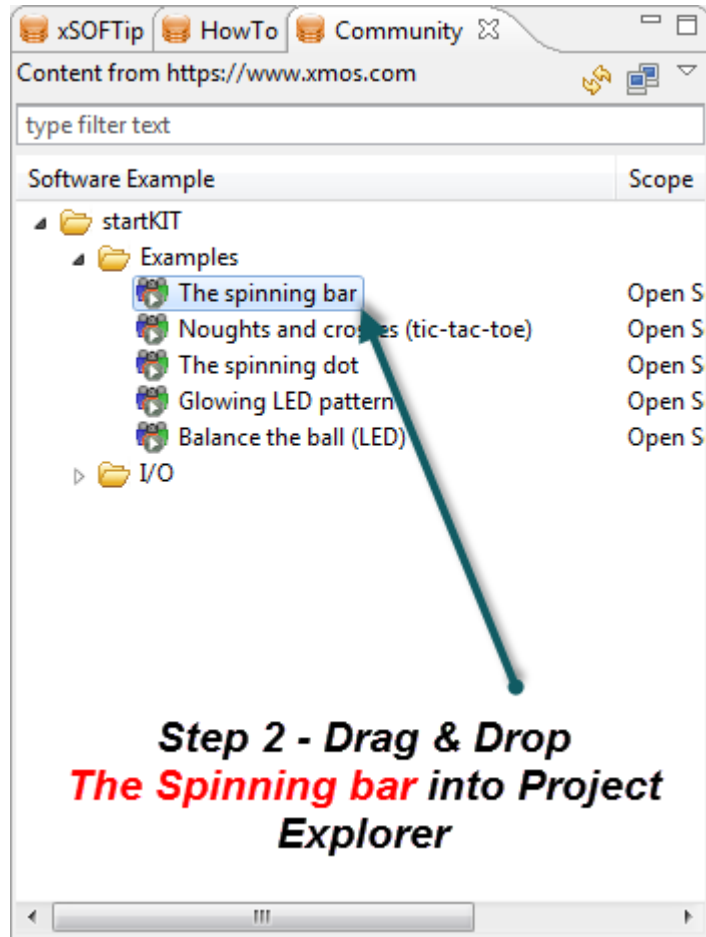 xSOFTip HowTo Community
Content from https://www.xmos.com
type filter text
Software Example Scope
startKIT
Examples
The spinning bar Open S
Noughts and crosses (tic-tac-toe) Open S
The spinning dot Open S
Glowing LED pattern Open S
Balance the ball (LED) Open S
I/O
Step 2 - Drag & Drop
The Spinning bar into Project
Explorer